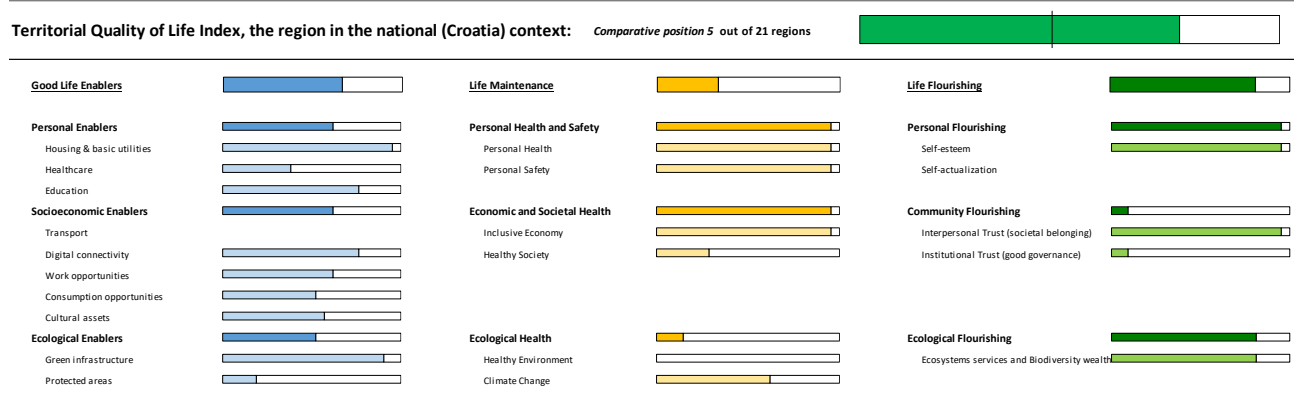 Territorial Quality of Life Index, the region in the national (Croatia) context: Comparative position 5 out of 21 regions
Good Life Enablers
Personal Enablers
Housing & basic utilities
Healthcare
Education
Socioeconomic Enablers
Transport
Digital connectivity
Work opportunities
Consumption opportunities
Cultural assets
Ecological Enablers
Green infrastructure
Protected areas
Life Maintenance
Personal Health and Safety
Personal Health
Personal Safety
Economic and Societal Health
Inclusive Economy
Healthy Society
Ecological Health
Healthy Environment
Climate Change
Life Flourishing
Personal Flourishing
Self-esteem
Self-actualization
Community Flourishing
Interpersonal Trust (societal belonging)
Institutional Trust (good governance)
Ecological Flourishing
Ecosystems services and Biodiversity wealth